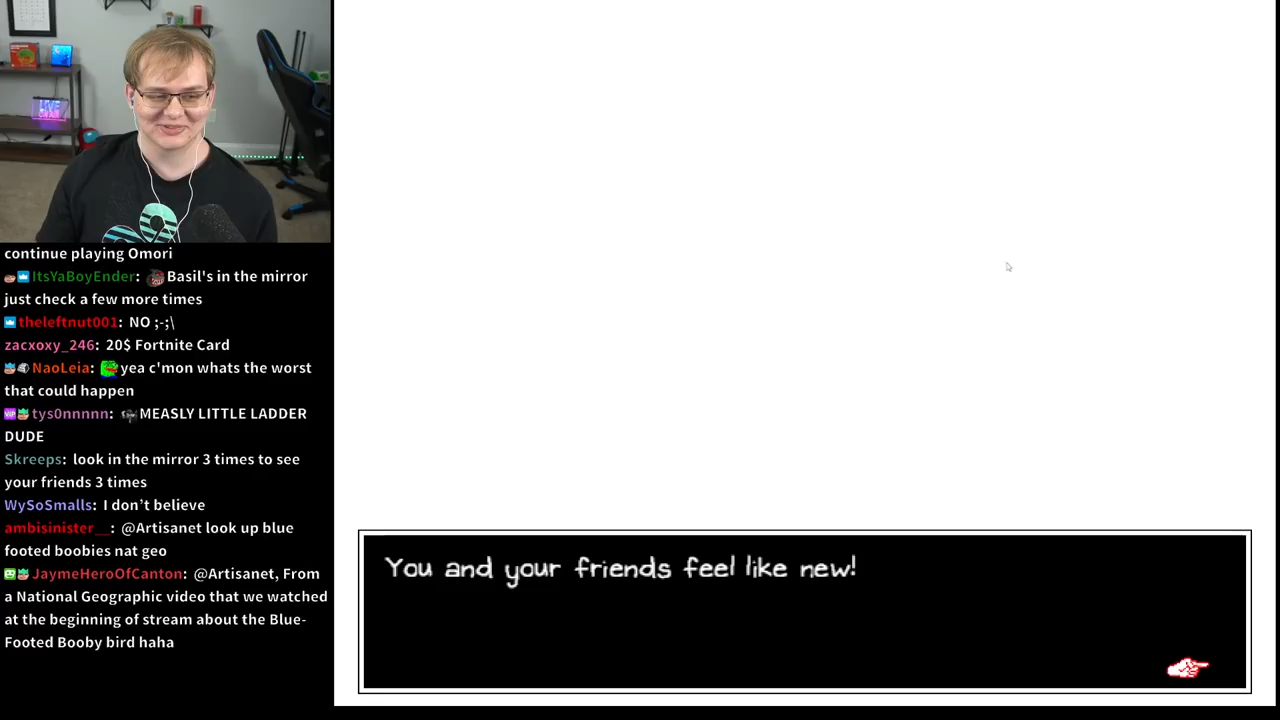 continue playing Omori
ItsYaBoyEnder: Basil's in the mirror
just check a few more times
theleftnut001: NO ;-;\
zacxoxy_246: 20$ Fortnite Card
NaoLeia: yea c'mon whats the worst
that could happen
VIP tys0nnnnn: MEASLY LITTLE LADDER
DUDE
Skreeps: look in the mirror 3 times to see
your friends 3 times
WySoSmalls: I don’t believe
ambisinister__: @Artisanet look up blue
footed boobies nat geo
JaymeHeroOfCanton: @Artisanet, From
a National Geographic video that we watched
at the beginning of stream about the Blue-
Footed Booby bird haha
You and your friends feel like new!